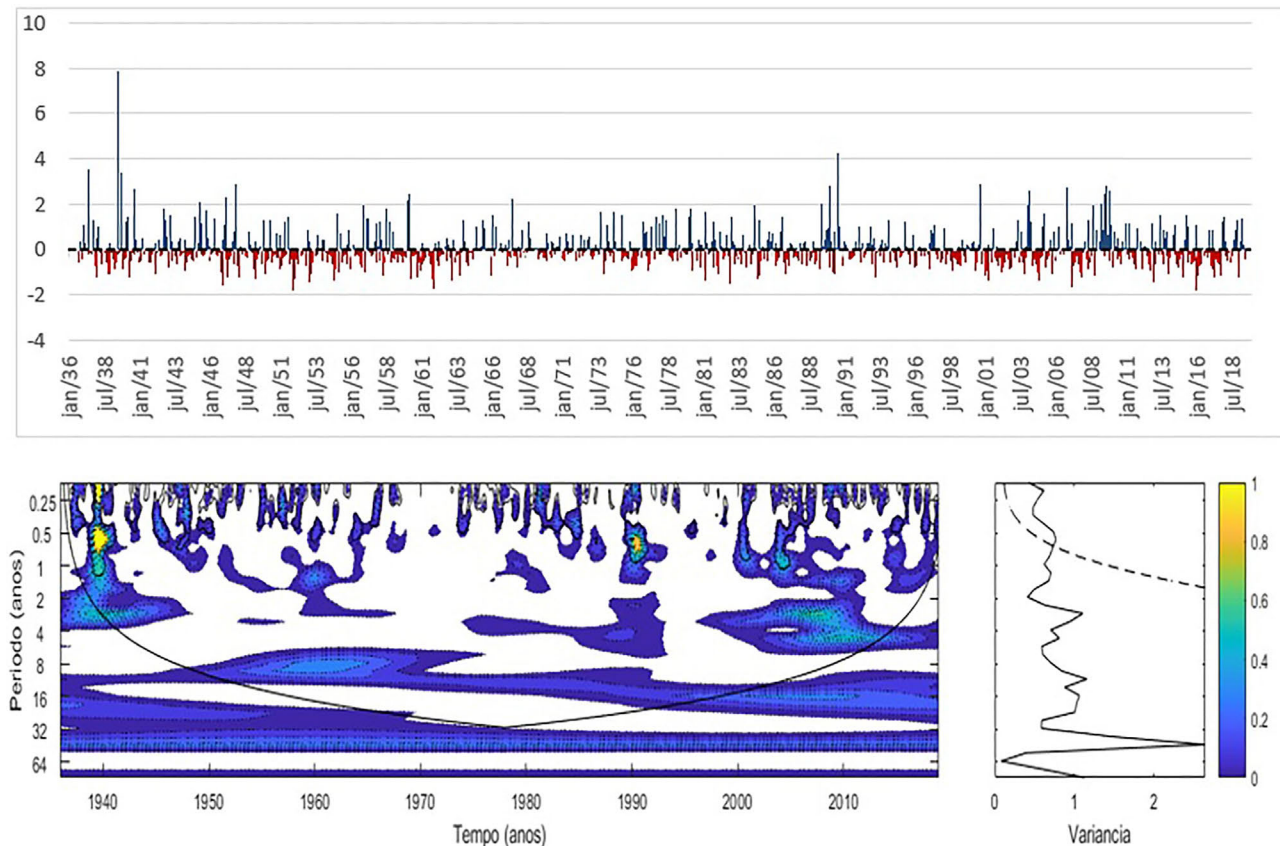 10
8
6
4
2
0
-2
-4
jan/36
jul/38
jan/41
jul/43
jan/46
jul/48
jan/51
jul/53
jan/56
jul/58
jan/61
jul/63
jan/66
jul/68
jan/71
jul/73
jan/76
jul/78
jan/81
jul/83
jan/86
jul/88
jan/91
jul/93
jan/96
jul/98
jan/01
jul/03
jan/06
jul/08
jan/11
jul/13
jan/16
jul/18
Periodo (anos)
0.25
0.5
1
2
4
8
16
32
64
1940
1950
1960
1970
1980
1990
2000
2010
Tempo (anos)
0
1
2
Variancia
1
0.8
0.6
0.4
0.2
0